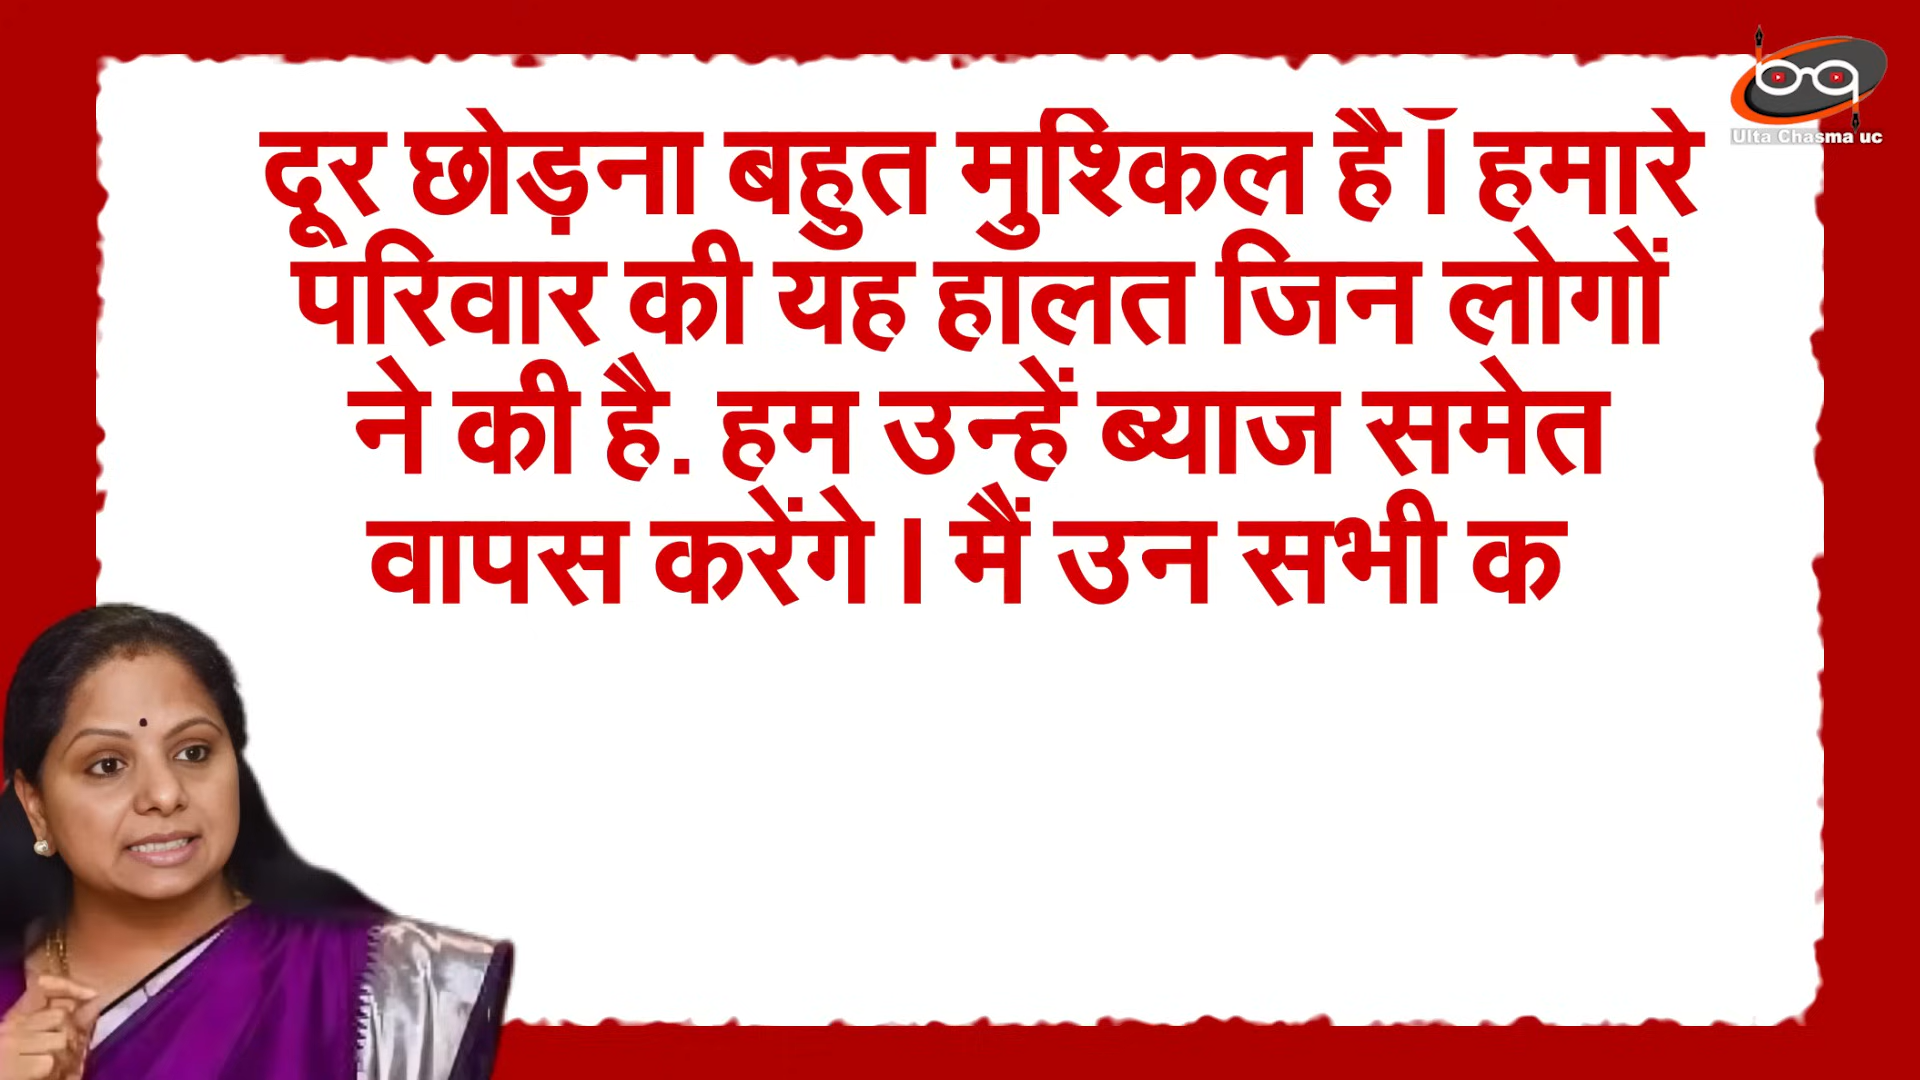 दूर छोड़ना बहुत मुश्किल है । हमारे
परिवार की यह हालत जिन लोगों
ने की है. हम उन्हें ब्याज समेत
वापस करेंगे । मैं उन सभी क
Ulta Chasma uc